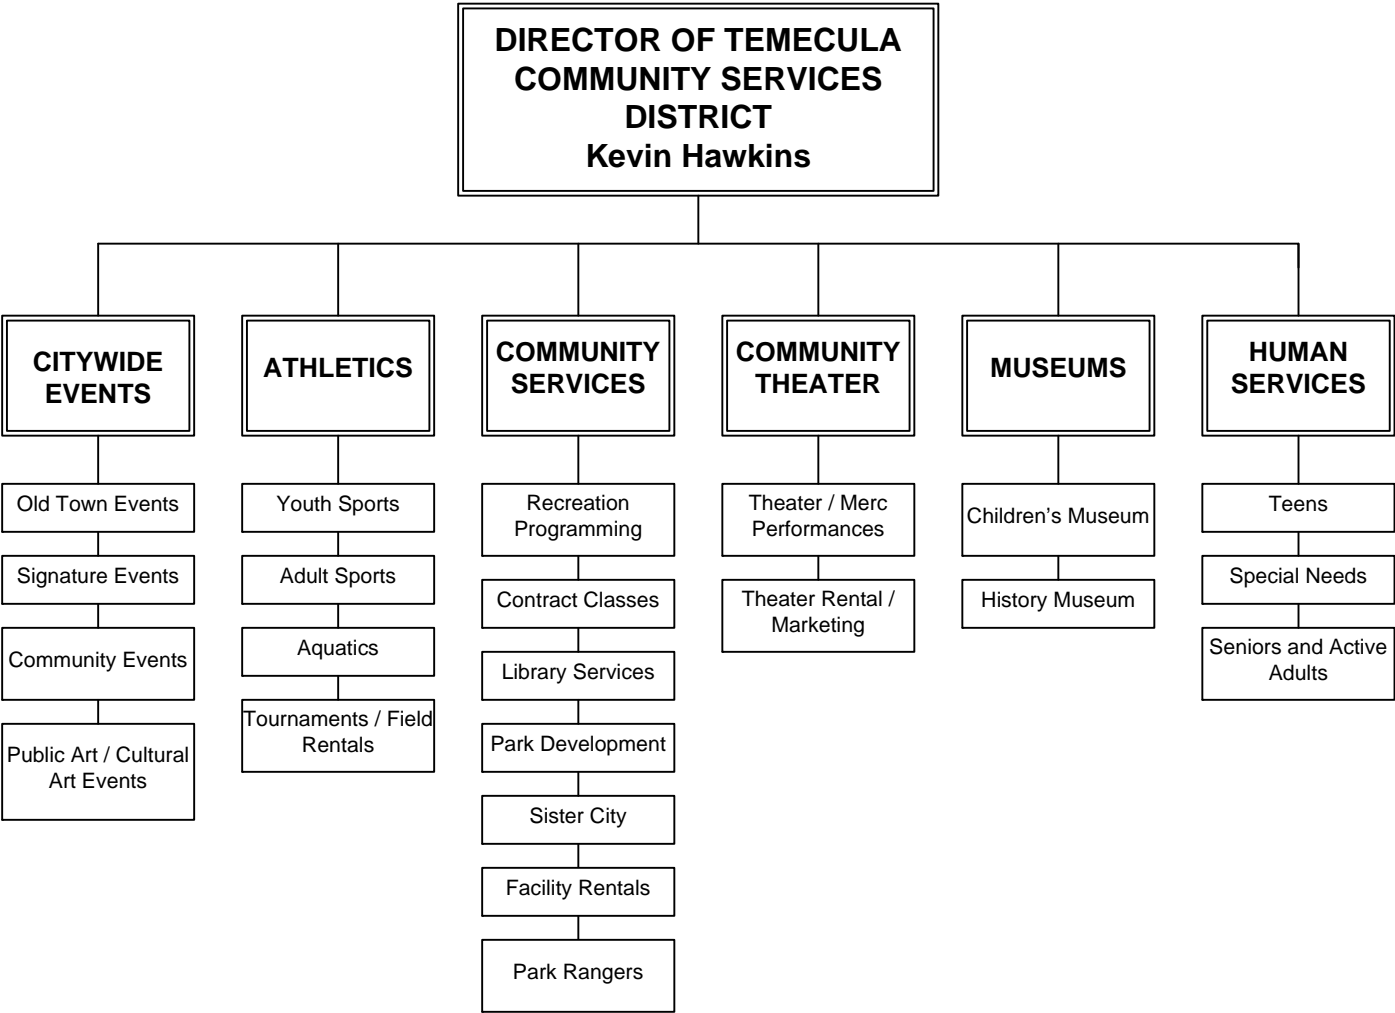 DIRECTOR OF TEMECULA
COMMUNITY SERVICES
DISTRICT
Kevin Hawkins
CITYWIDE
EVENTS
Old Town Events
Signature Events
Community Events
Public Art / Cultural
Art Events
ATHLETICS
Youth Sports
Adult Sports
Aquatics
Tournaments / Field
Rentals
COMMUNITY
SERVICES
Recreation
Programming
Contract Classes
Library Services
Park Development
Sister City
Facility Rentals
Park Rangers
COMMUNITY
THEATER
Theater / Merc
Performances
Theater Rental /
Marketing
MUSEUMS
Children’s Museum
History Museum
HUMAN
SERVICES
Teens
Special Needs
Seniors and Active
Adults